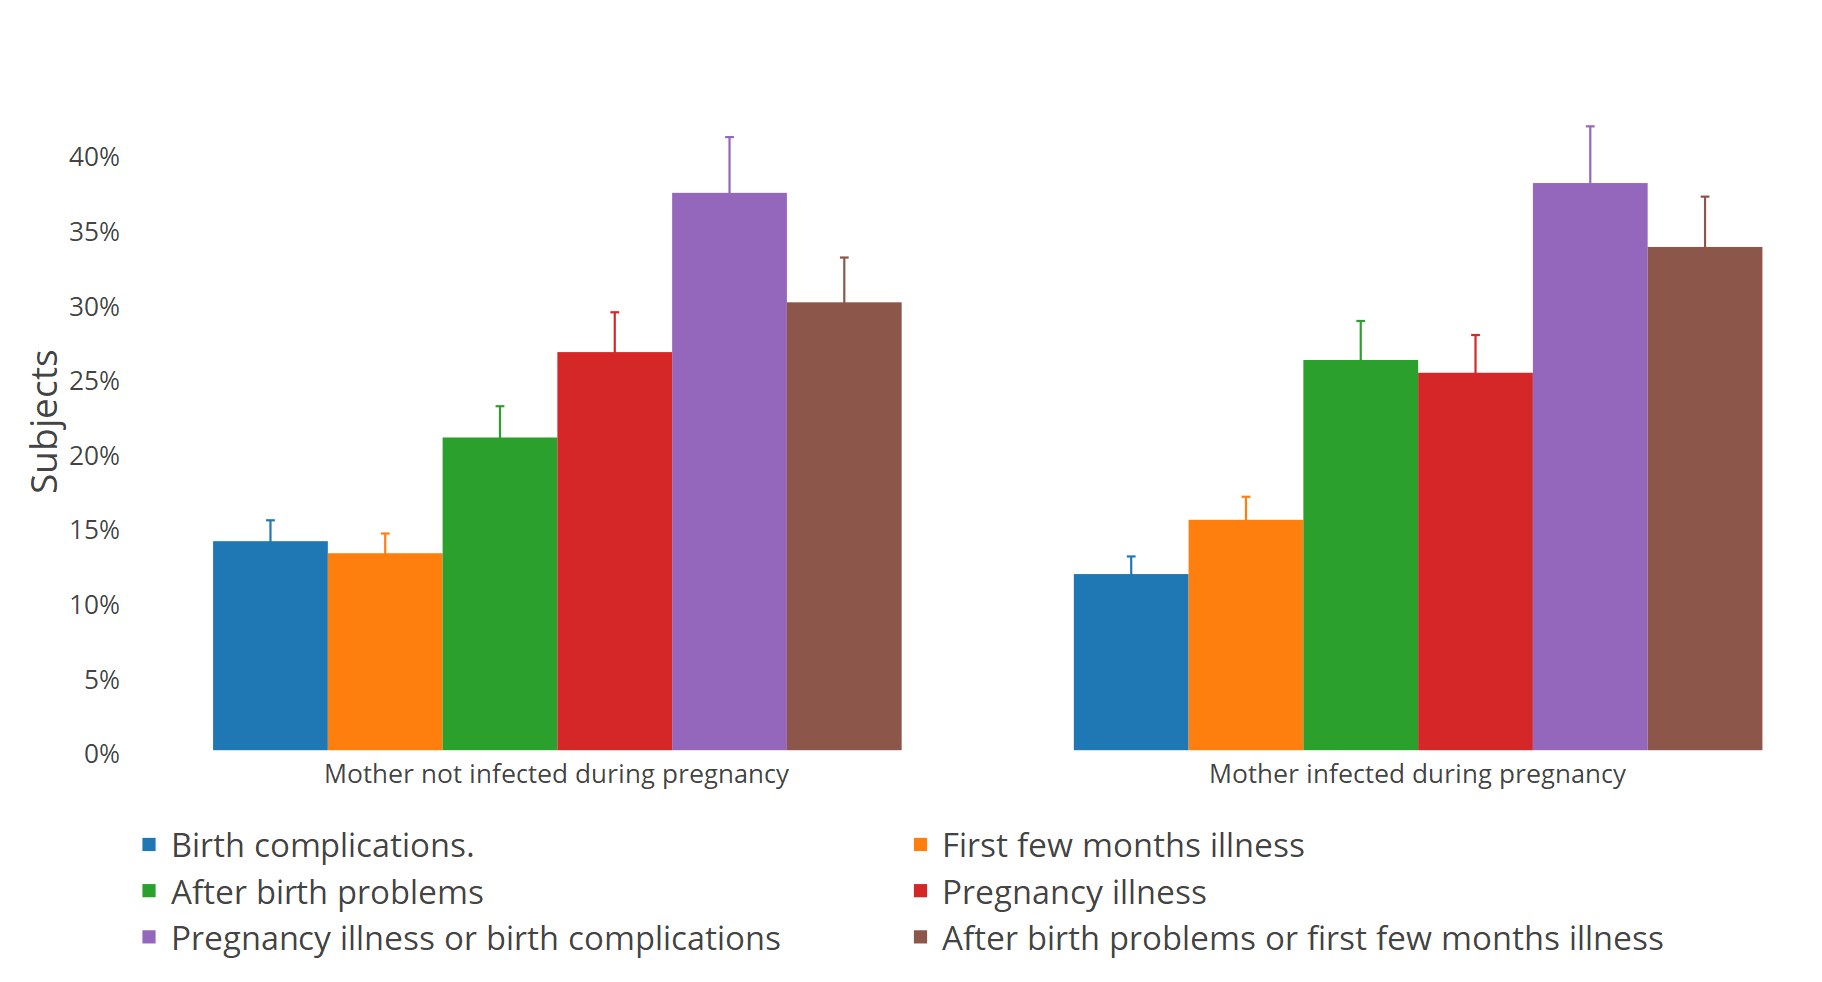 40%
35%
30%
25%
20%
15%
10%
5%
0%
Subjects
Mother not infected during pregnancy
Mother infected during pregnancy
Birth complications.
First few months illness
After birth problems
Pregnancy illness
Pregnancy illness or birth complications
After birth problems or first few months illness